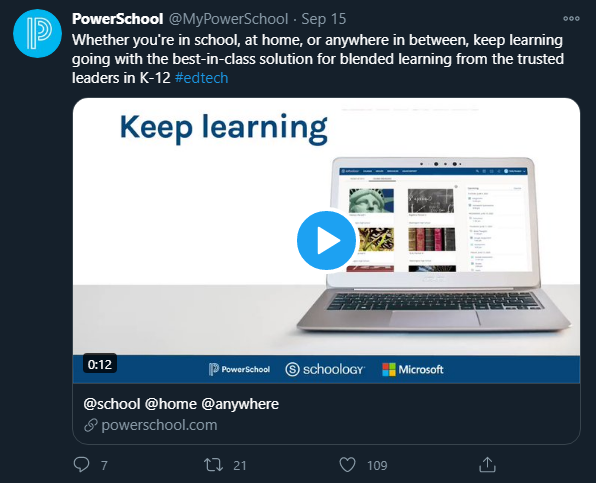 PowerSchool @MyPowerSchool · Sep 15
Whether you're in school, at home, or anywhere in between, keep learning
going with the best-in-class solution for blended learning from the trusted
leaders in K-12 #edtech
Keep learning
0:12
PowerSchool
schoology
Microsoft
@school @home @anywhere
powerschool.com
7
21
109